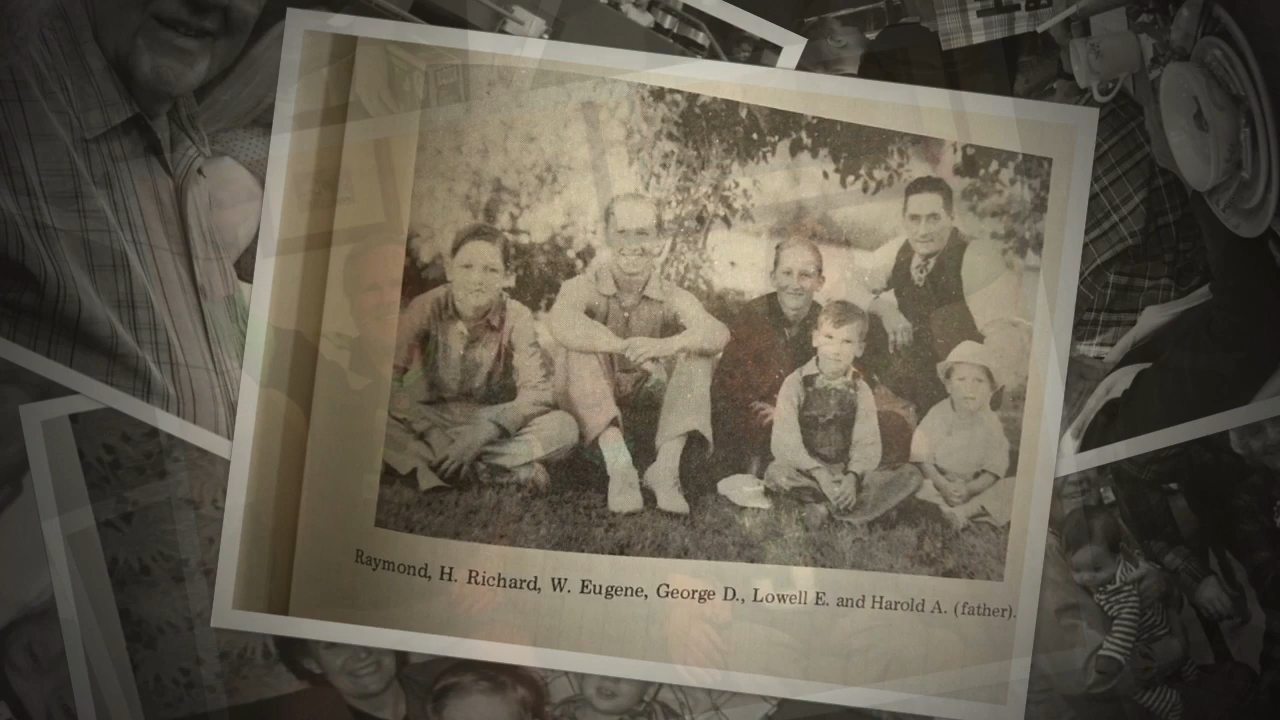 Raymond, H. Richard, W. Eugene, George D., Lowell E. and Harold A. (father).